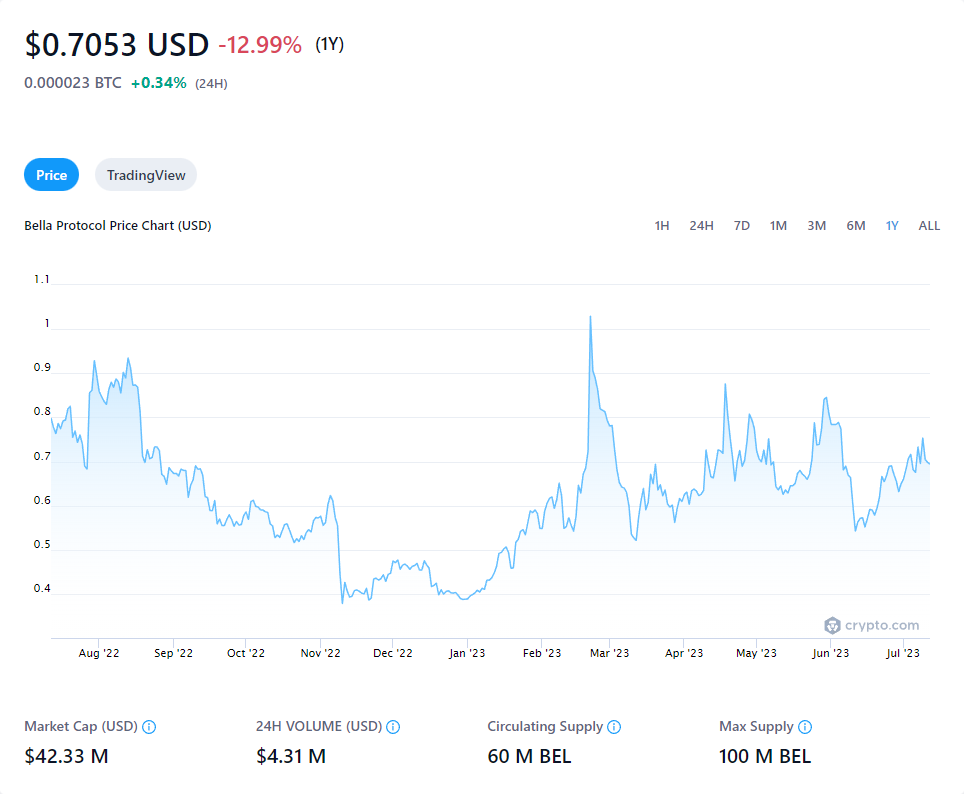 $0.7053 USD -12.99% (1Y)
0.000023 BTC +0.34% (24H)
Price TradingView
Bella Protocol Price Chart (USD) 1H 24H 7D 1M 3M 6M 1Y ALL
1.1
1
0.9
0.8
0.7
0.6
0.5
0.4
crypto.com
Aug '22 Sep '22 Oct '22 Nov '22 Dec '22 Jan '23 Feb '23 Mar '23 Apr '23 May '23 Jun '23 Jul '23
Market Cap (USD) 24H VOLUME (USD) Circulating Supply Max Supply
$42.33 M $4.31 M 60 M BEL 100 M BEL